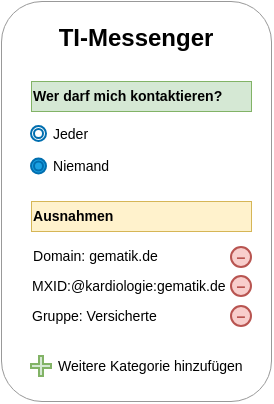 TI-Messenger
Wer darf mich kontaktieren?
Jeder
Niemand
Ausnahmen
Domain: gematik.de
MXID:@kardiologie:gematik.de
Gruppe: Versicherte
Weitere Kategorie hinzufügen